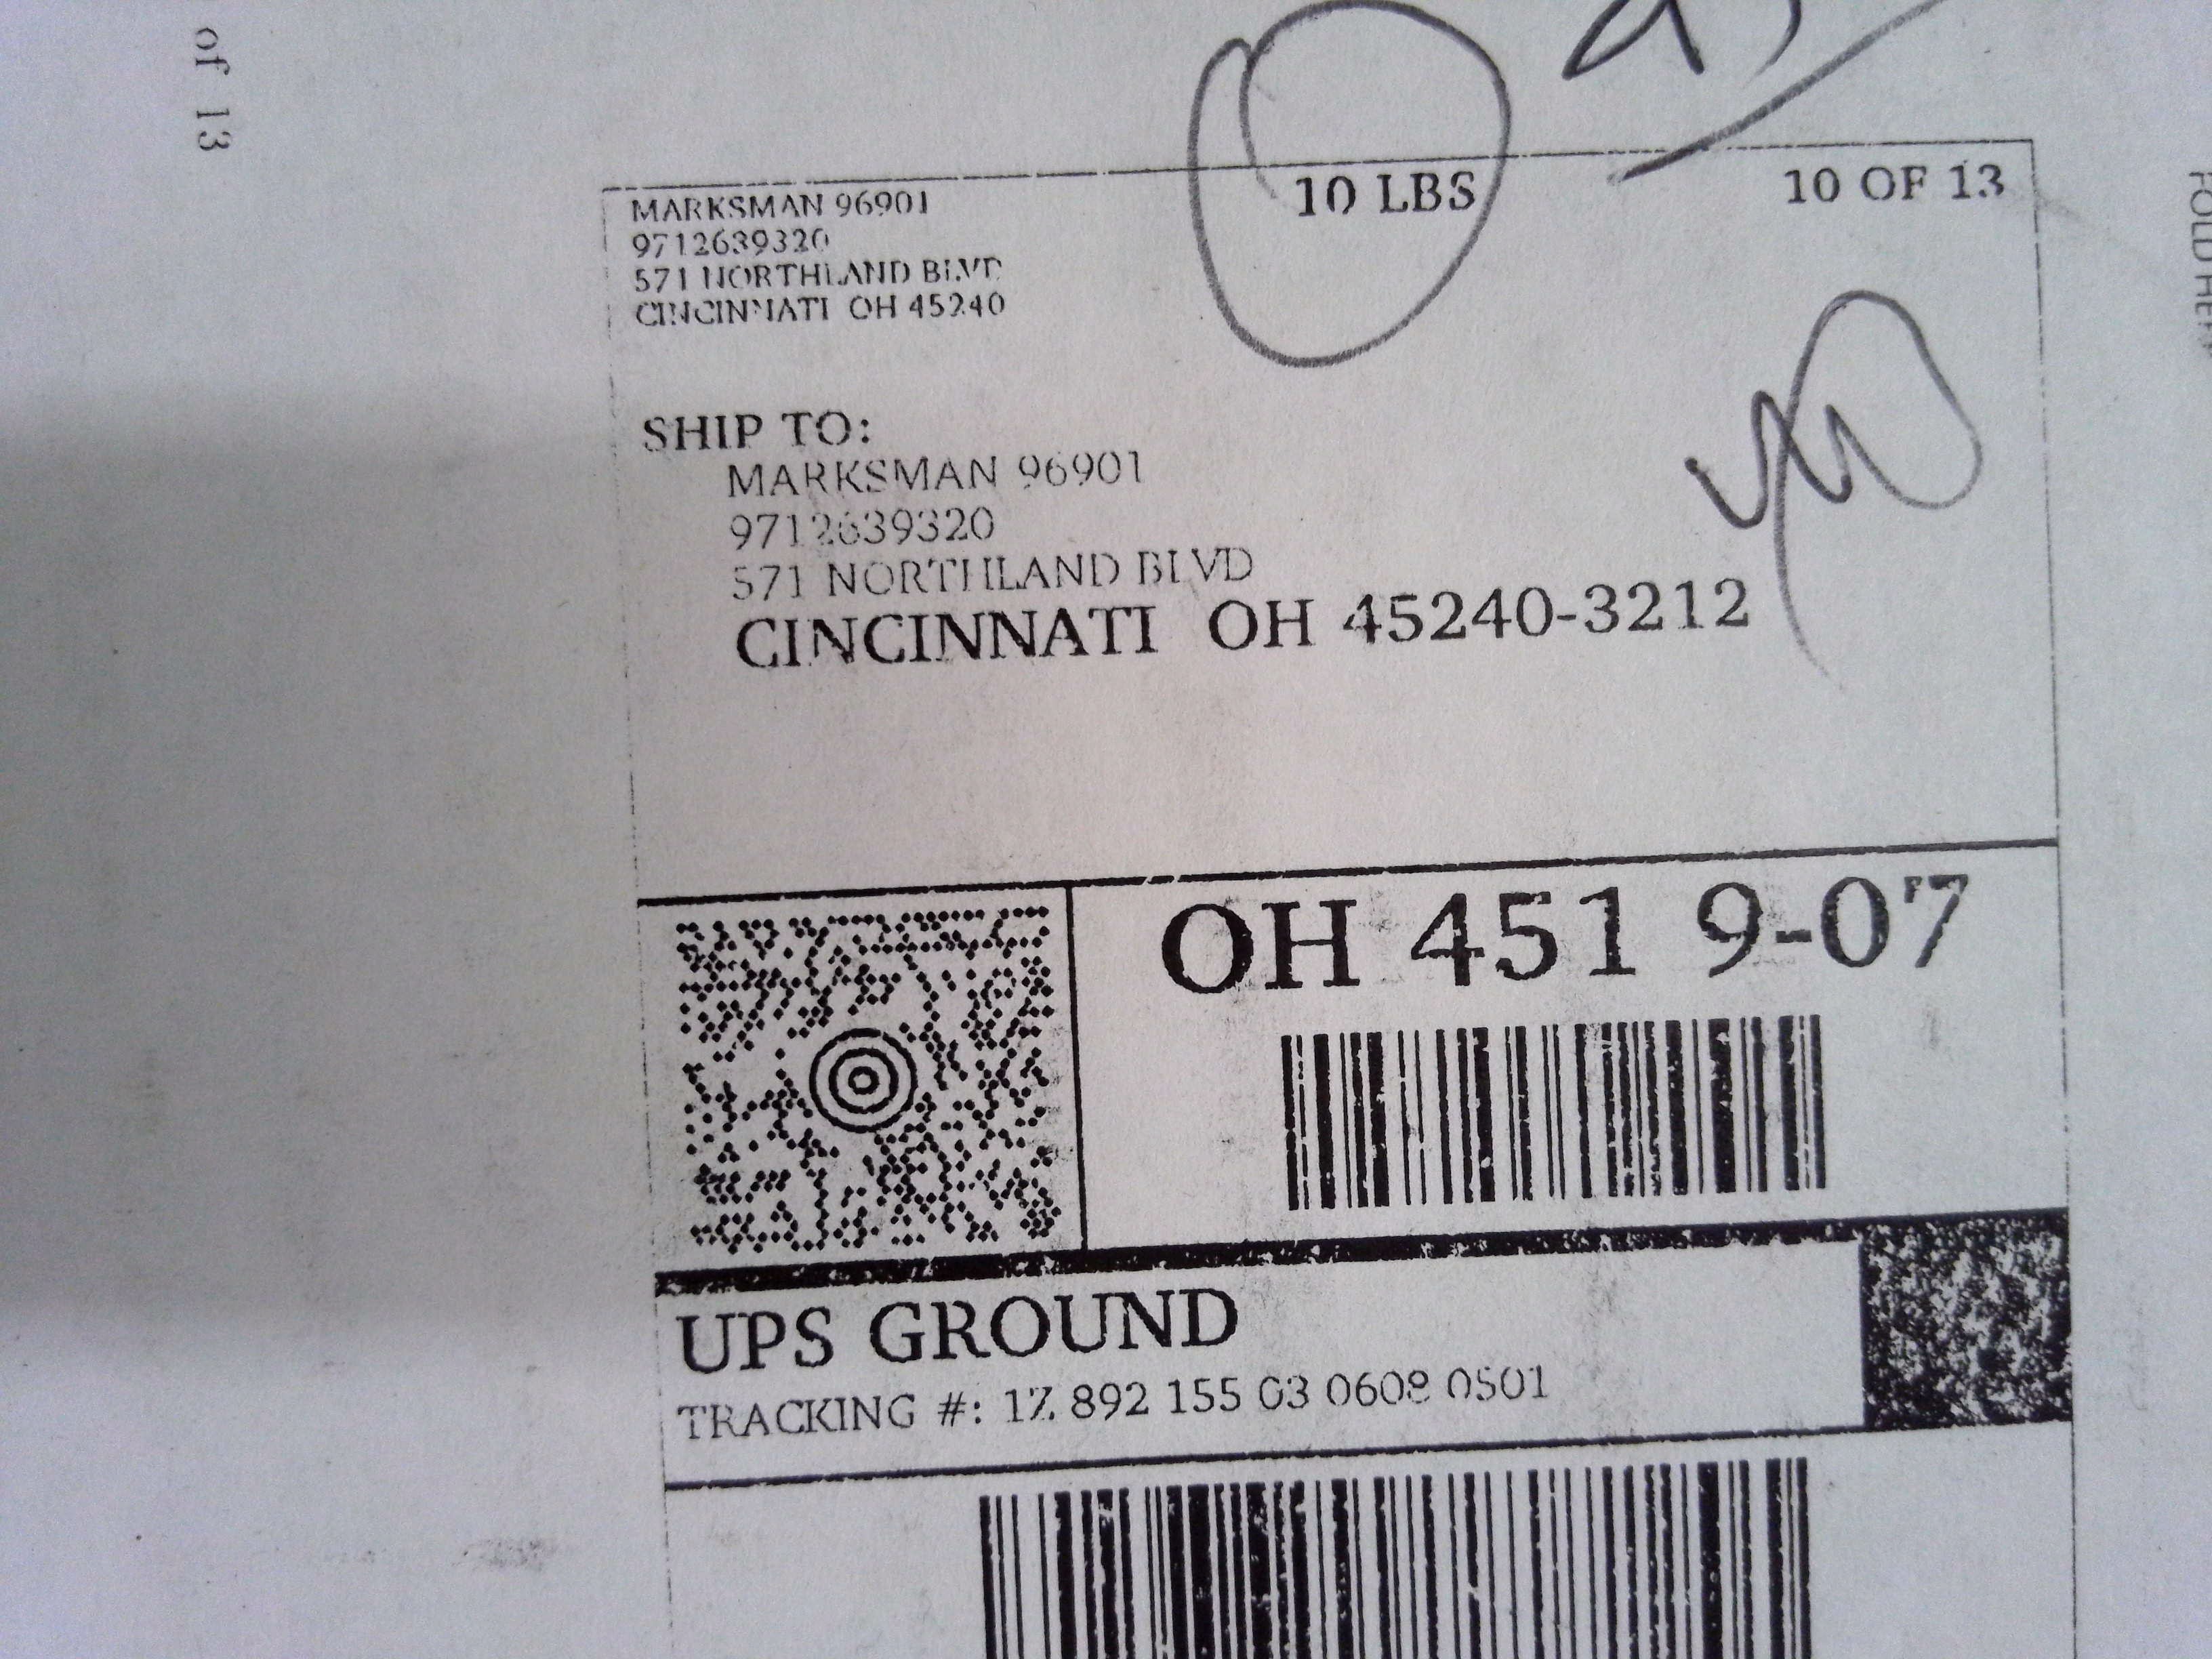 of 13
MARKSMAN 96901
10 LBS
10 OF 13
9712639320
571 NORTHLAND BLVD
CINCINNATI OH 45240
SHIP TO:
MARKSMAN 96901
9712639320
571 NORTHLAND BLVD
CINCINNATI OH 45240-3212
OH 451 9-07
UPS GROUND
TRACKING #: 1Z 892 155 03 0608 0501
FOLD HERE